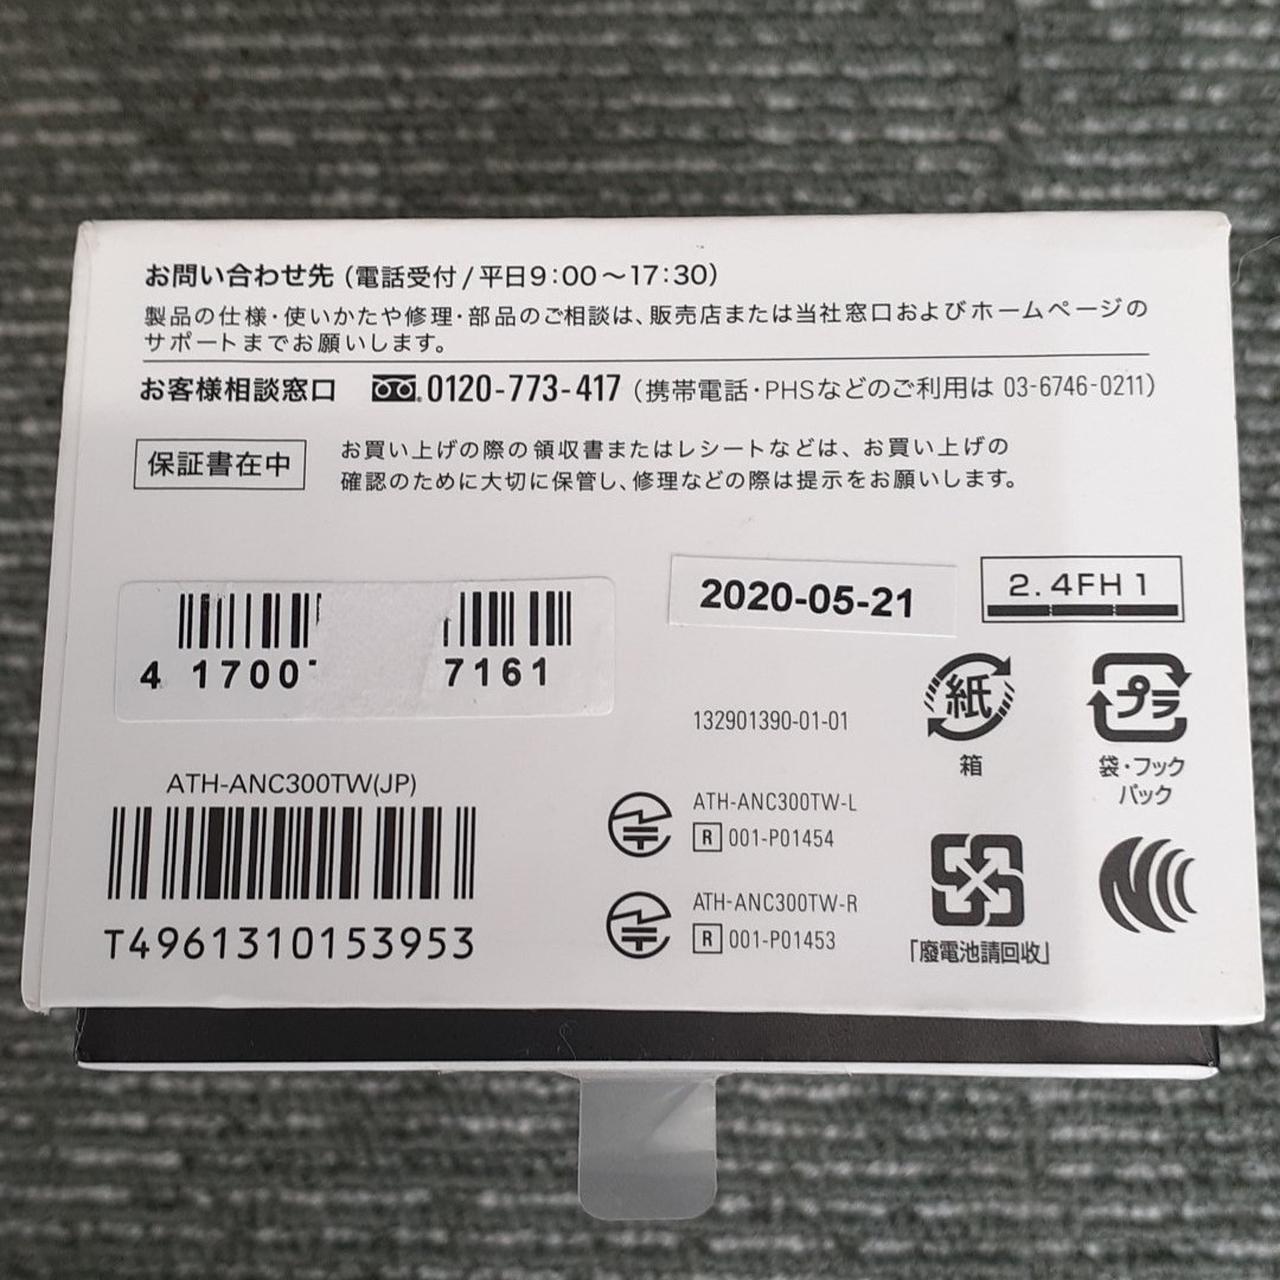 お問い合わせ先 (電話受付/平日9:00～17:30)
製品の仕様・使いかたや修理・部品のご相談は、販売店または当社窓口およびホームページの
サポートまでお願いします。
お客様相談窓口 0120-773-417 (携帯電話・PHSなどのご利用は 03-6746-0211)
保証書在中
お買い上げの際の領収書またはレシートなどは、お買い上げの
確認のために大切に保管し、修理などの際は提示をお願いします。
2020-05-21
2.4FH1
4 1700
7161
132901390-01-01
紙
箱
プラ
袋・フック
パック
ATH-ANC300TW(JP)
T4961310153953
ATH-ANC300TW-L
R 001-P01454
ATH-ANC300TW-R
R 001-P01453
「廢電池請回收」